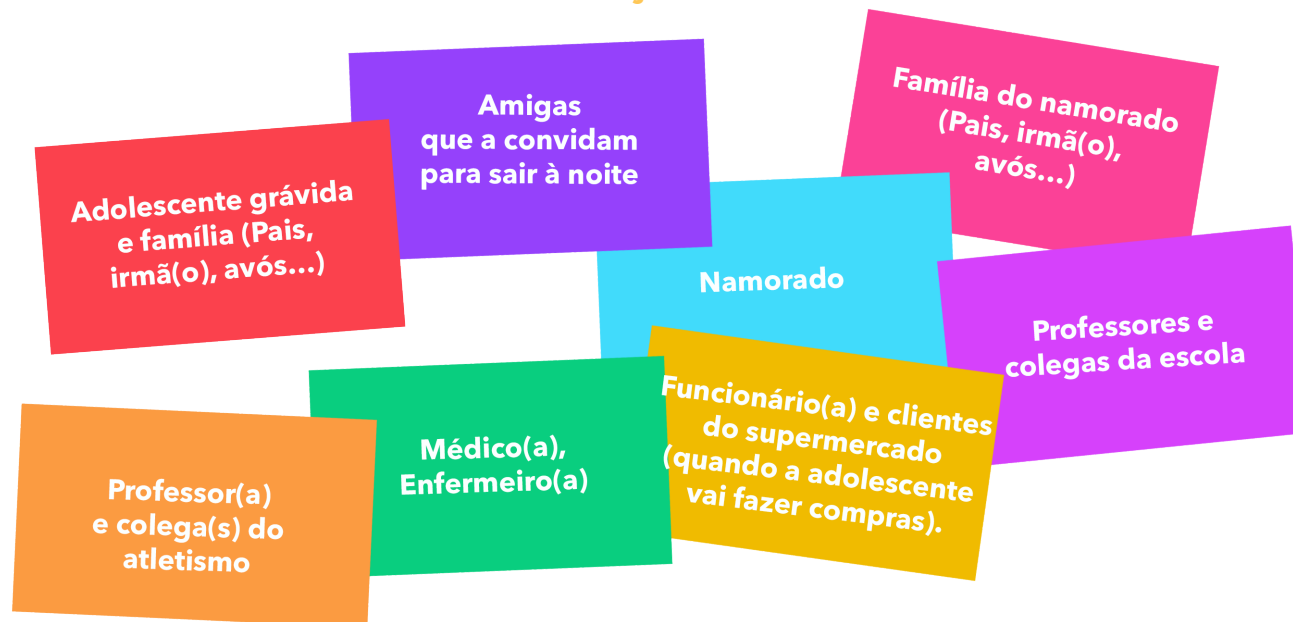 Adolescente grávida
e família (Pais,
irmã(o), avós...)
Amigas
que a convidam
para sair à noite
Família do namorado
(Pais, irmã(o),
avós...)
Namorado
Professores e
colegas da escola
Professor(a)
e colega(s) do
atletismo
Médico(a),
Enfermeiro(a)
Funcionário(a) e clientes
do supermercado
(quando a adolescente
vai fazer compras).